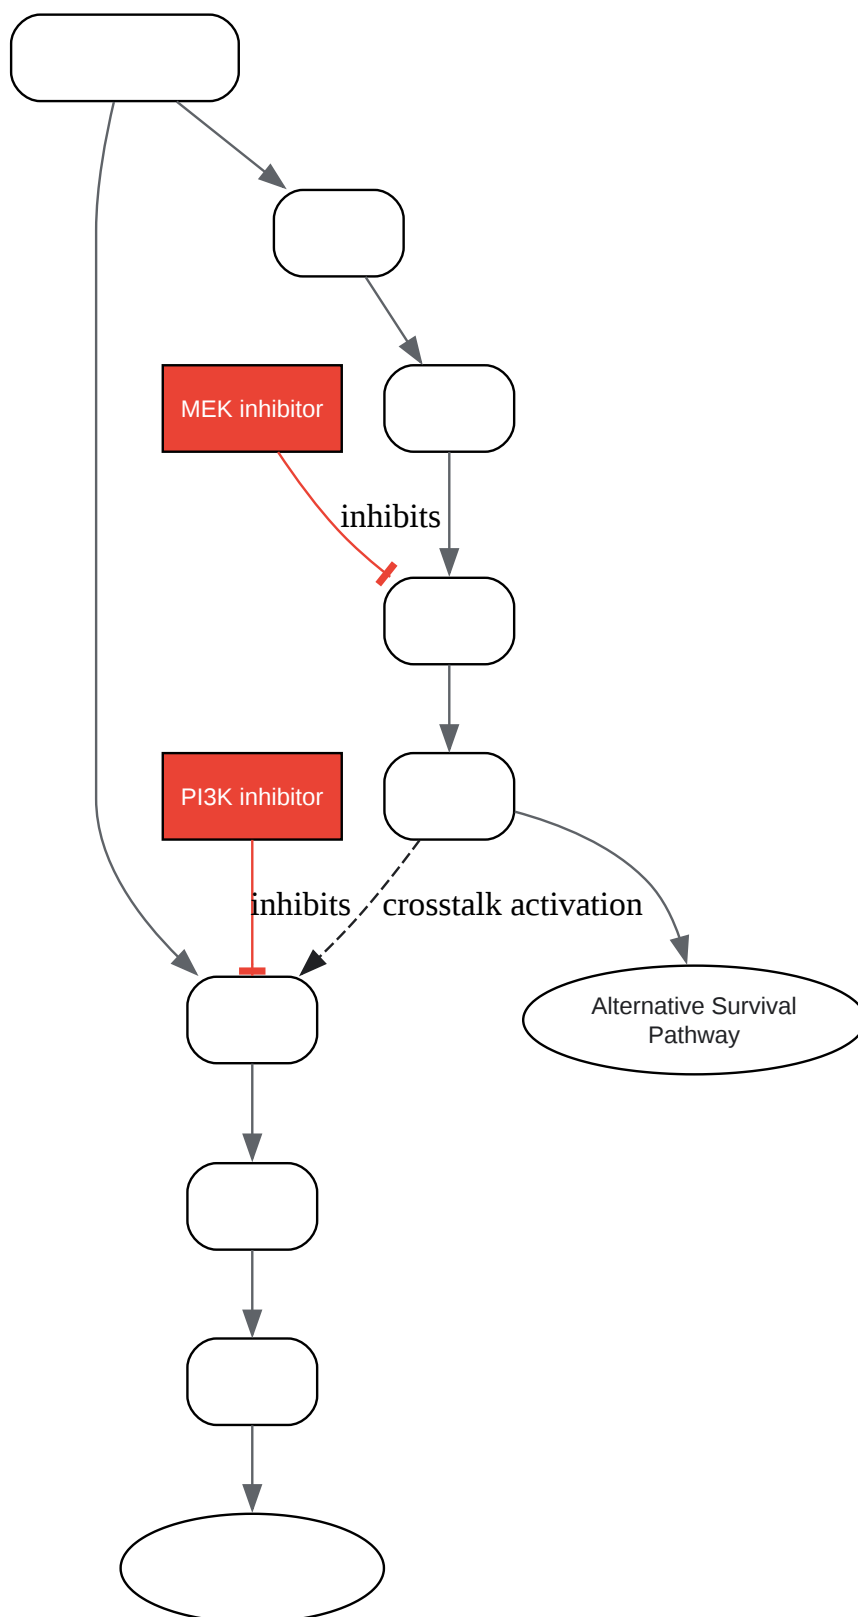 MEK inhibitor
inhibits
PI3K inhibitor
inhibits
crosstalk activation
Alternative Survival
Pathway